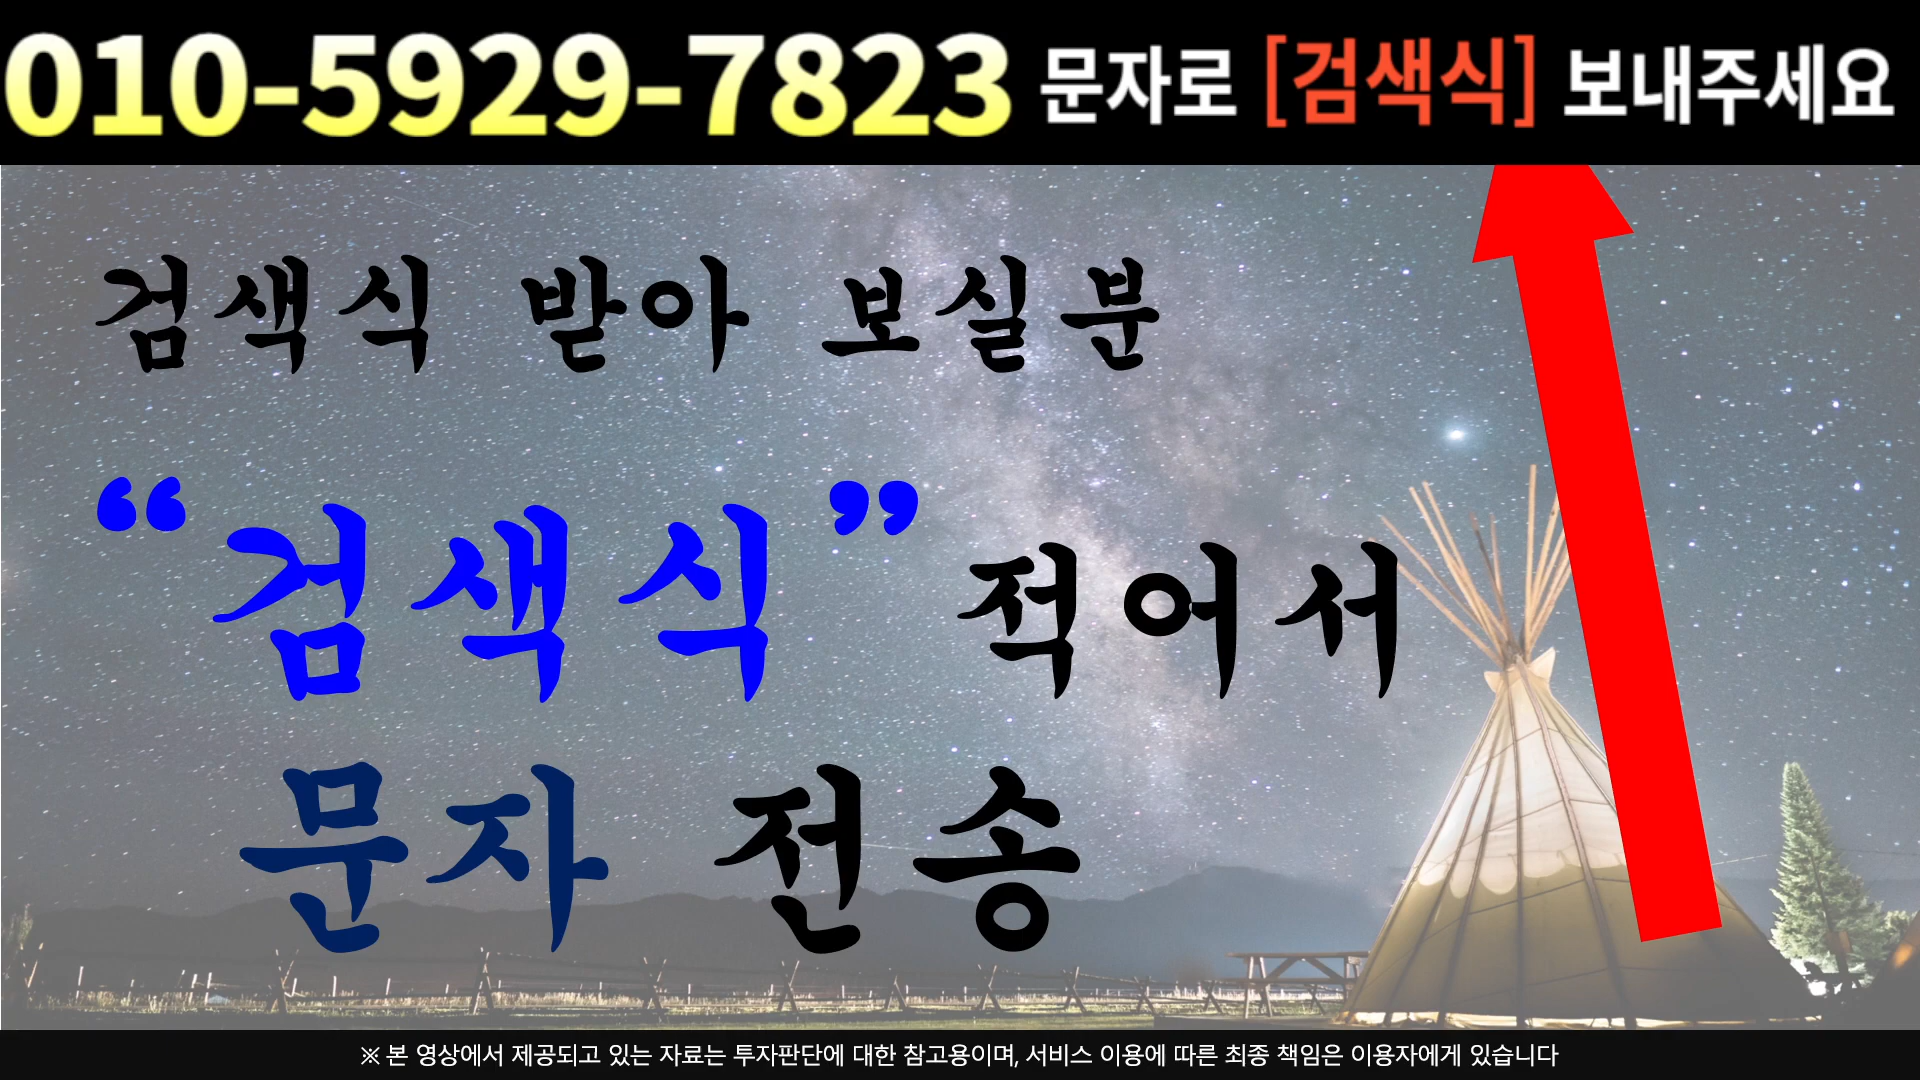 010-5929-7823 문자로 [검색식] 보내주세요
검색식 받아 보실분
“검색식” 적어서
문자 전송
※ 본 영상에서 제공되고 있는 자료는 투자판단에 대한 참고용이며, 서비스 이용에 따른 최종 책임은 이용자에게 있습니다